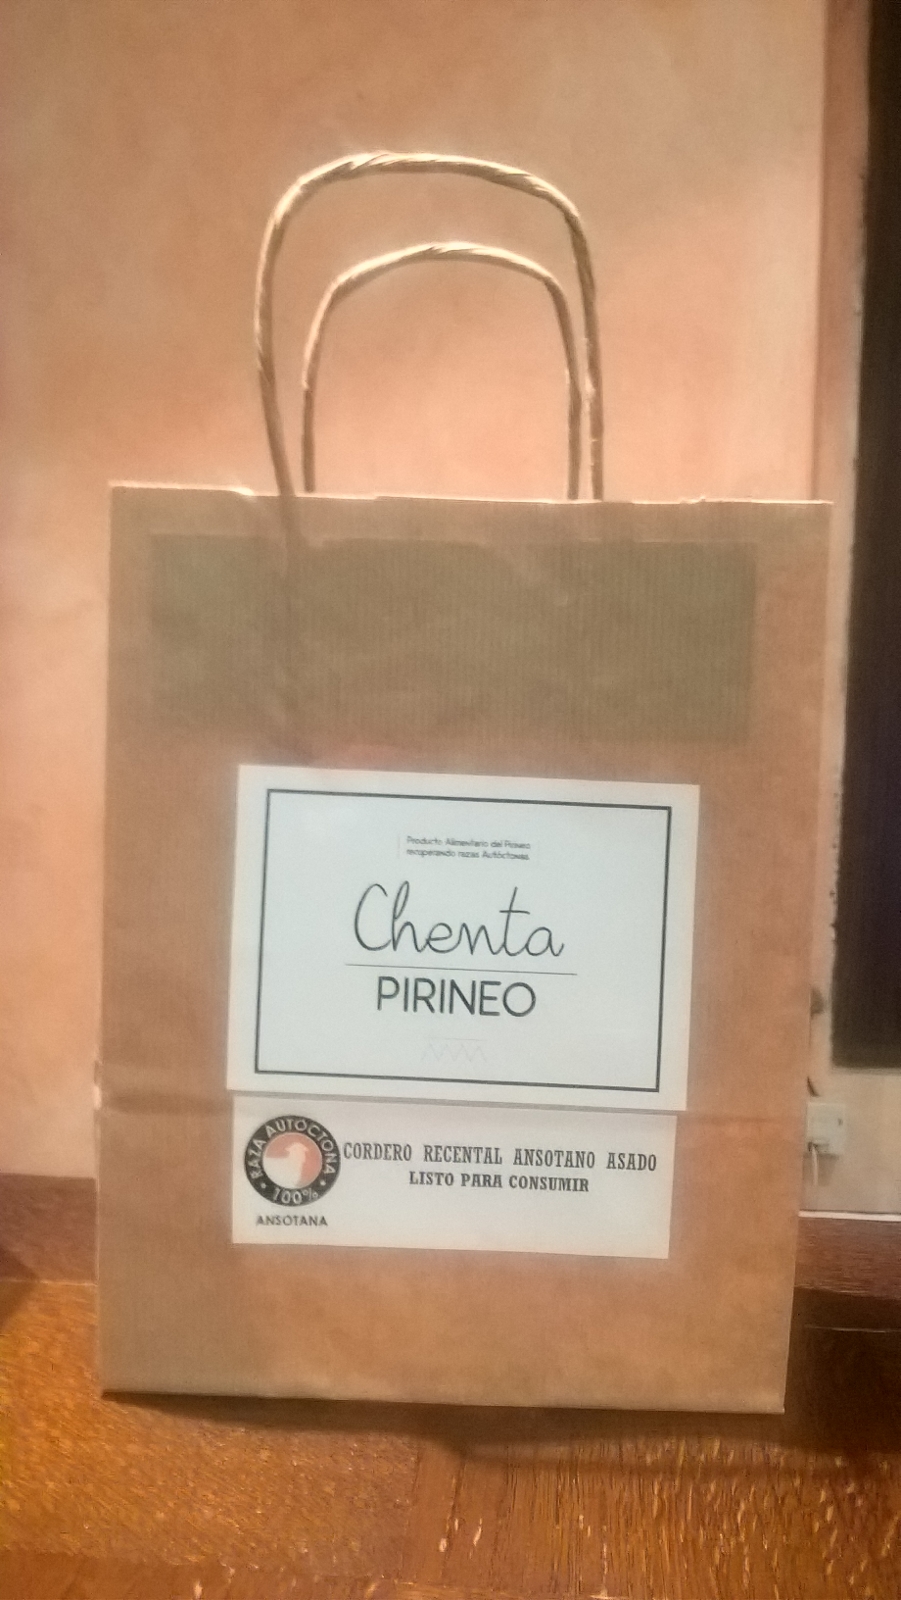 Producto Alimentario del Pirineo
recuperando razas Autóctonas
Chenta
PIRINEO
RAZA AUTÓCTONA
100%
ANSOTANA
CORDERO RECENTAL ANSOTANO ASADO
LISTO PARA CONSUMIR